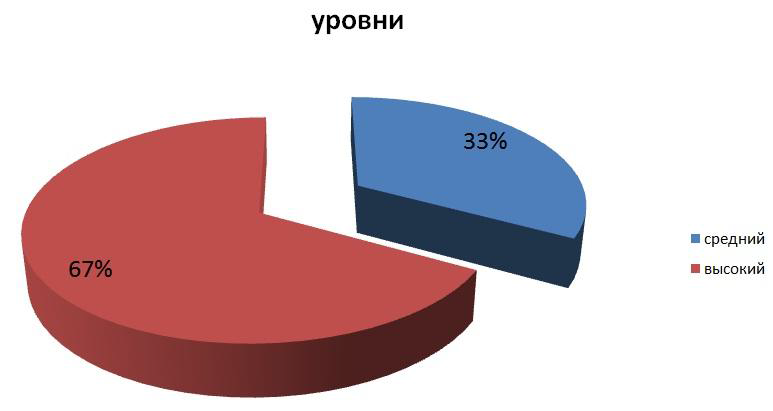 уровни
33%
67%
средний
высокий